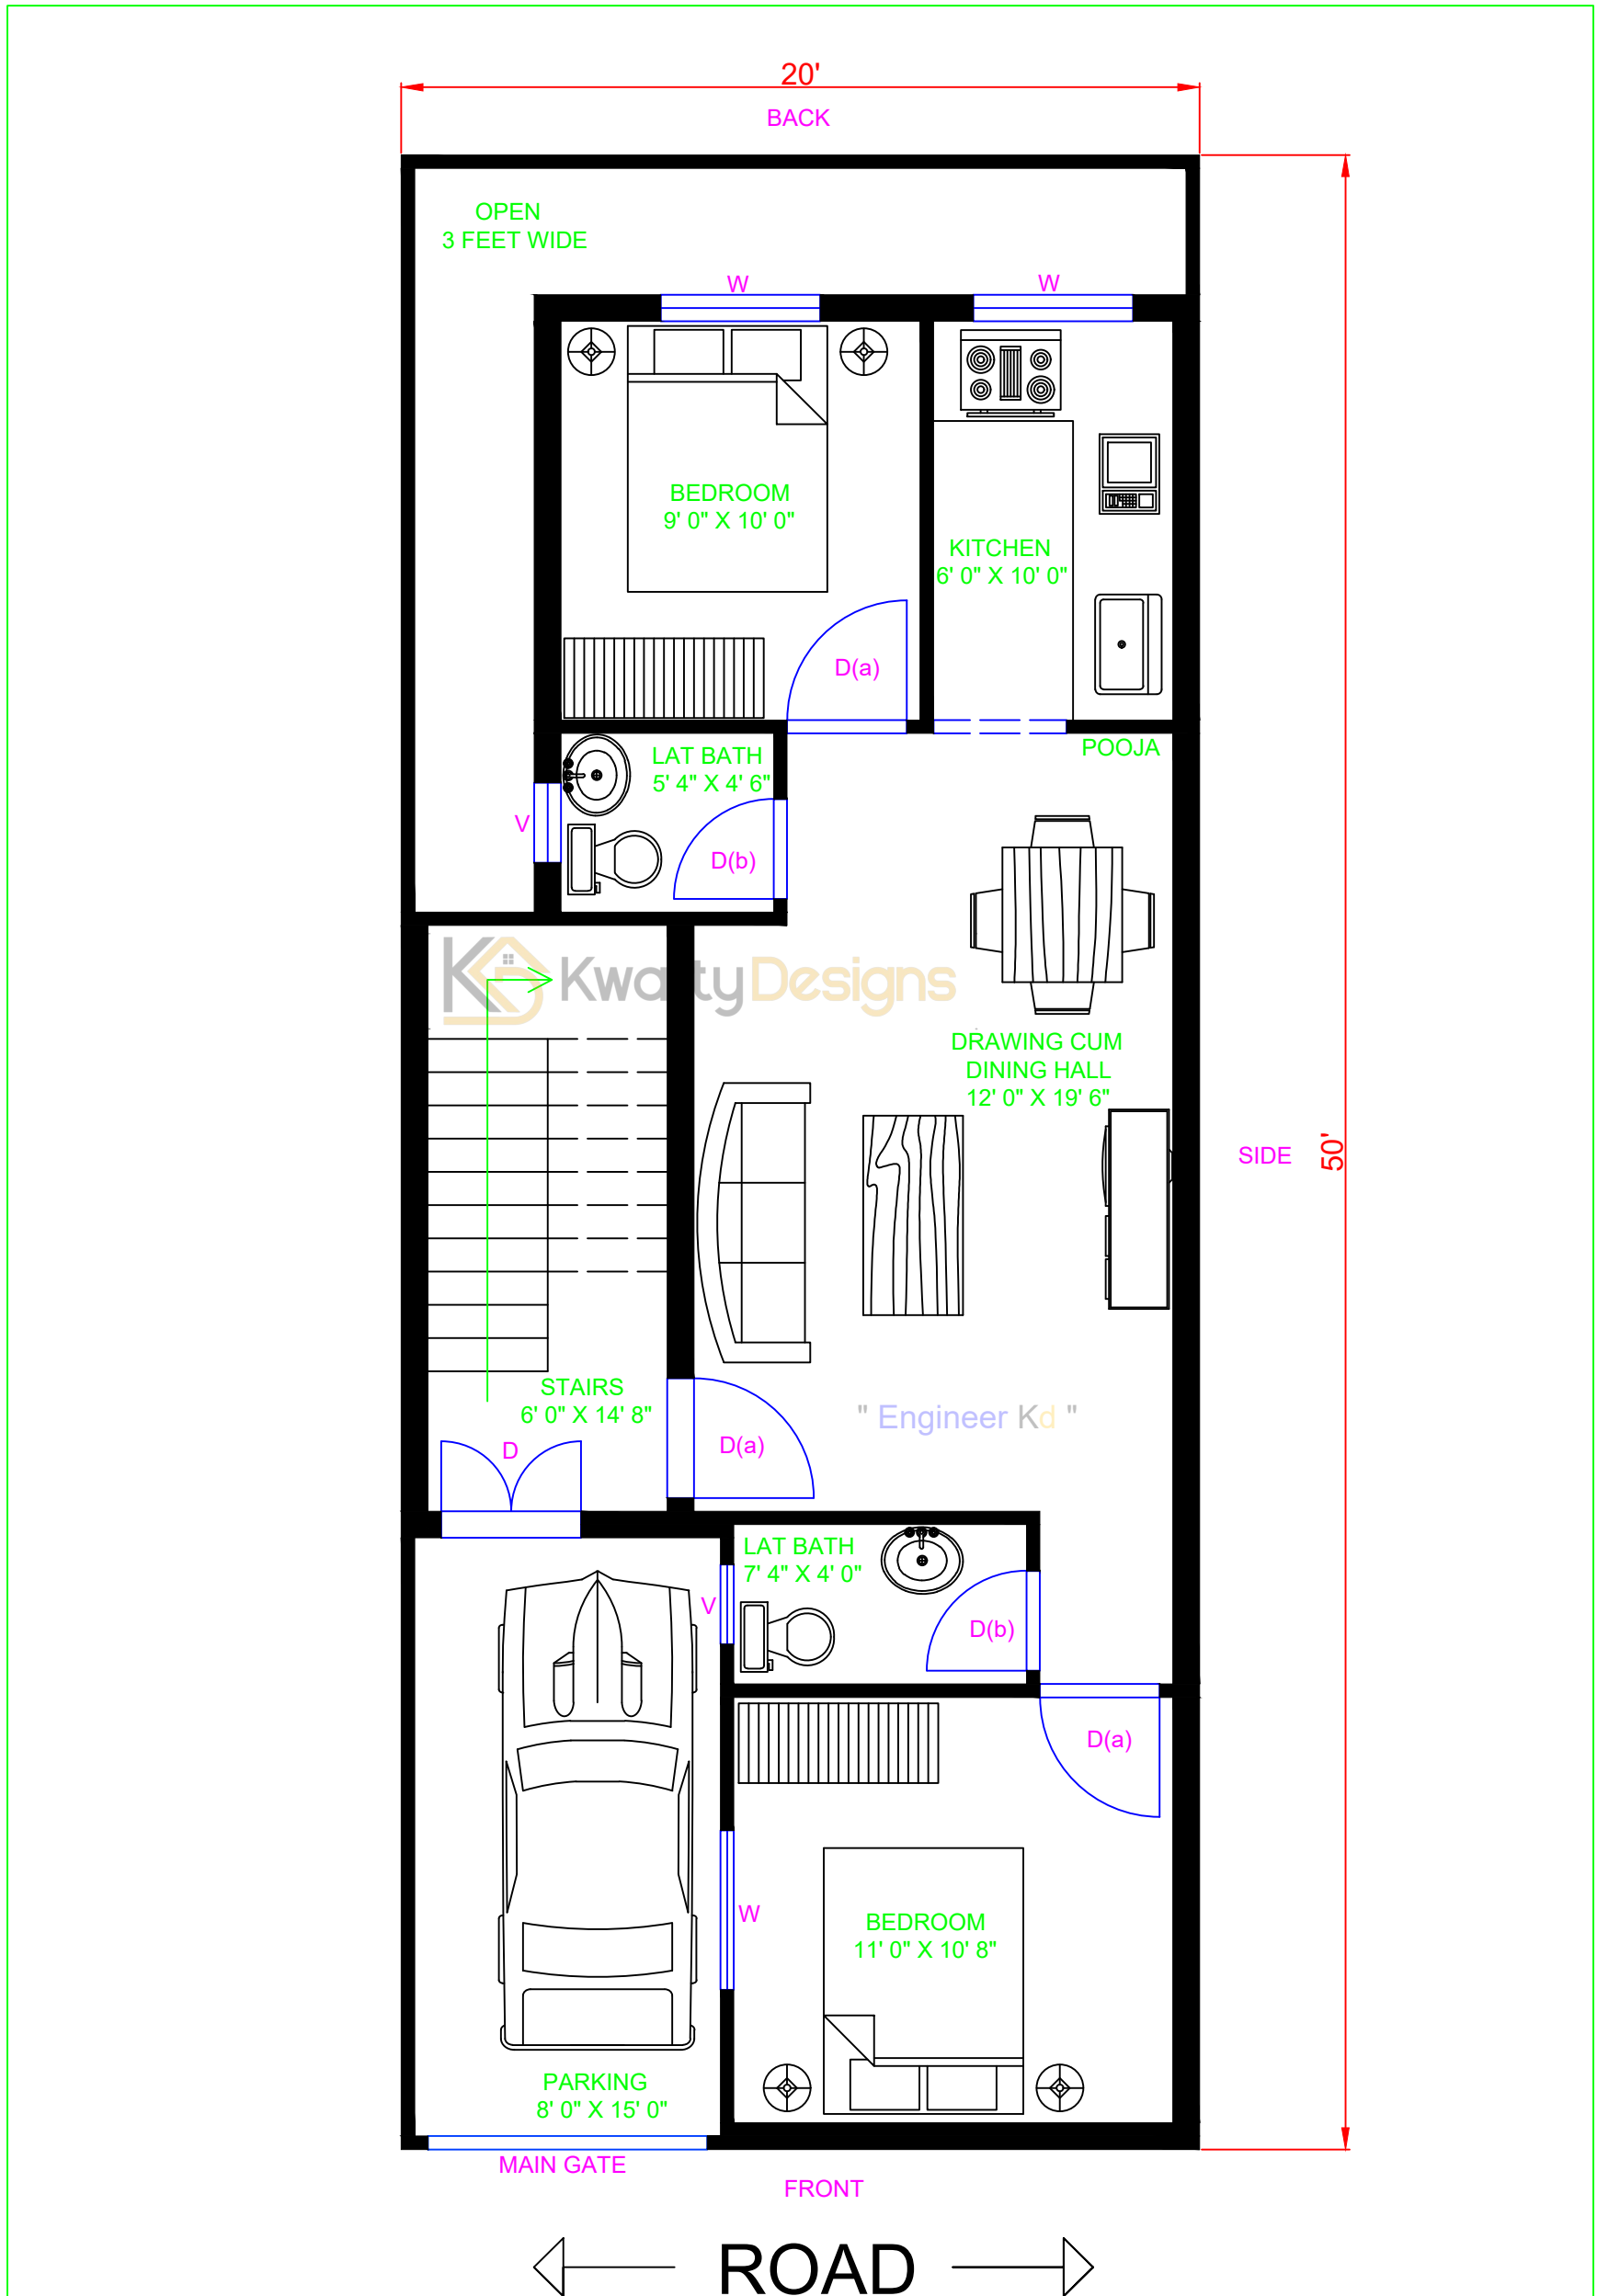 20'
BACK
OPEN
3 FEET WIDE
W
W
BEDROOM
9' 0" X 10' 0"
KITCHEN
6' 0" X 10' 0"
D(a)
POOJA
LAT BATH
5' 4" X 4' 6"
V
D(b)
KwalityDesigns
DRAWING CUM
DINING HALL
12' 0" X 19' 6"
SIDE
50'
STAIRS
6' 0" X 14' 8"
" Engineer Kd "
D
D(a)
LAT BATH
7' 4" X 4' 0"
V
D(b)
D(a)
W
BEDROOM
11' 0" X 10' 8"
PARKING
8' 0" X 15' 0"
MAIN GATE
FRONT
ROAD